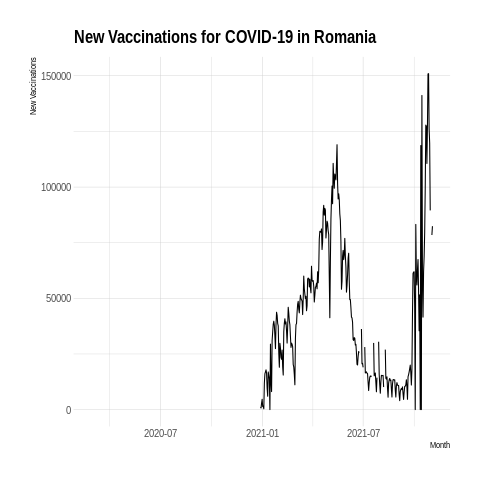 New Vaccinations for COVID-19 in Romania
New Vaccinations
150000
100000
50000
0
2020-07
2021-01
2021-07
Month